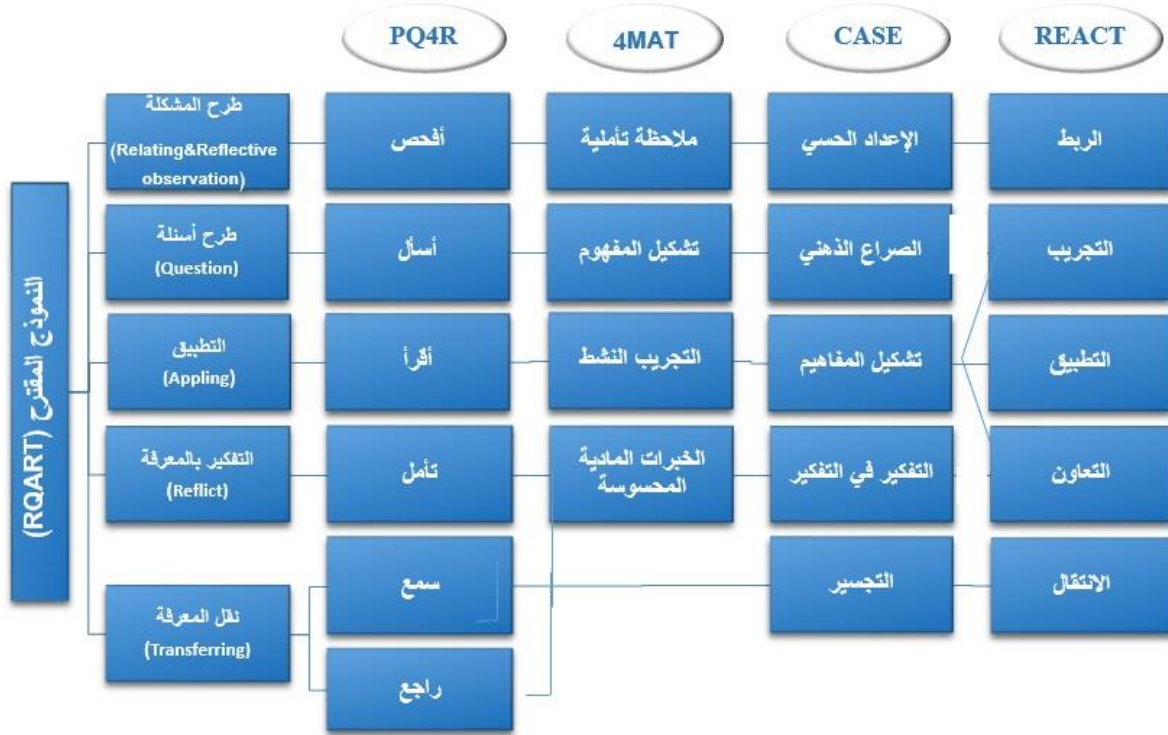 PQ4R
4MAT
CASE
REACT
النموذج المقترح (RQART)
طرح المشكلة
(Relating&Reflective
observation)
أفحص
ملاحظة تأملية
الإعداد الحسي
الربط
طرح أسئلة
(Question)
أسأل
تشكيل المفهوم
الصراع الذهني
التجريب
التطبيق
(Appling)
أقرأ
التجريب النشط
تشكيل المفاهيم
التطبيق
التفكير بالمعرفة
(Reflict)
تأمل
الخبرات المادية
المحسوسة
التفكير في التفكير
التعاون
نقل المعرفة
(Transferring)
سمع
التجسير
الانتقال
راجع